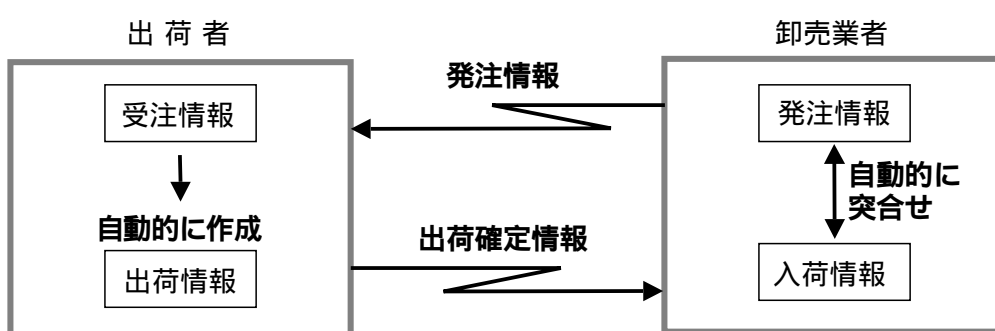 出荷者
卸売業者
発注情報
受注情報
発注情報
自動的に
突合せ
自動的に作成
出荷確定情報
出荷情報
入荷情報